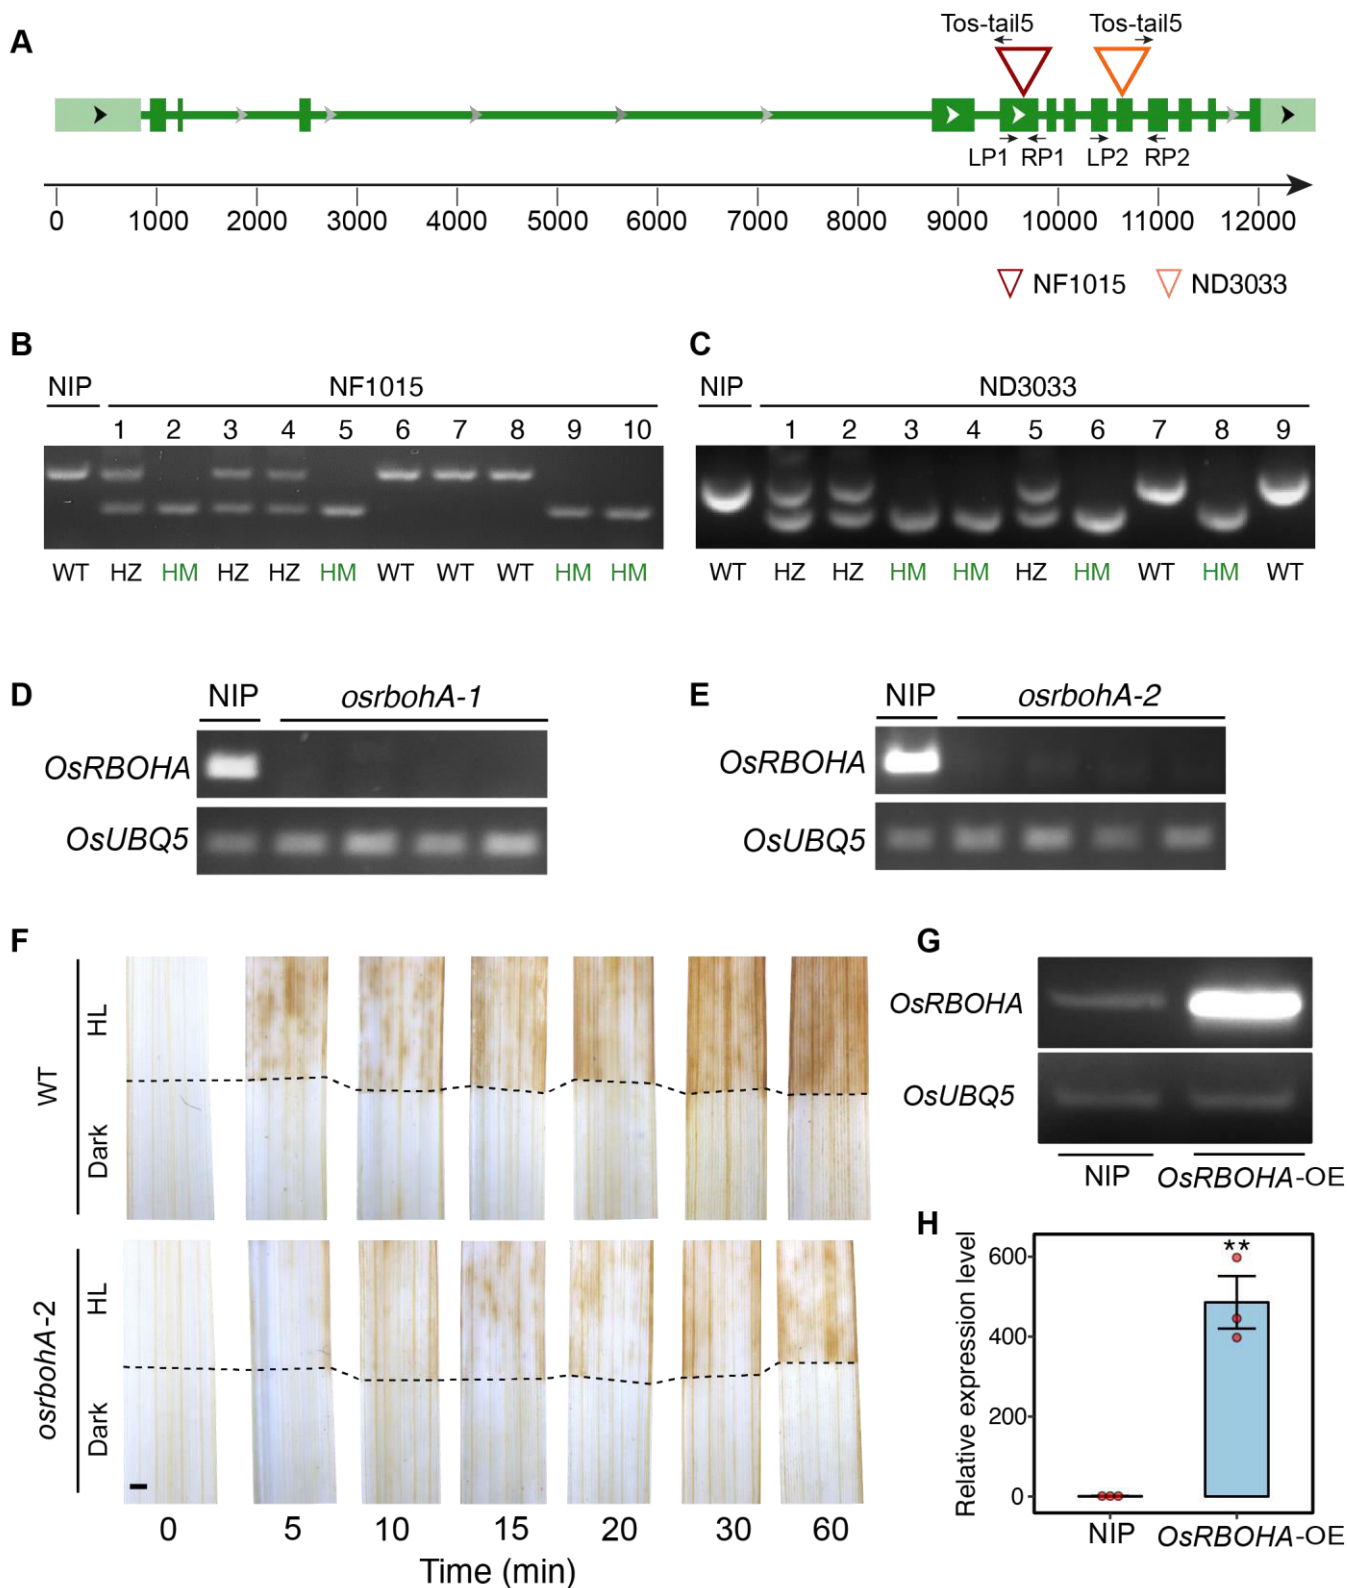 A
Tos-tail5 Tos-tail5
LP1 RP1 LP2 RP2
0 1000 2000 3000 4000 5000 6000 7000 8000 9000 10000 11000 12000
NF1015 ND3033
B
NIP NF1015
1 2 3 4 5 6 7 8 9 10
WT HZ HM HZ HZ HM WT WT WT HM HM
C
NIP ND3033
1 2 3 4 5 6 7 8 9
WT HZ HZ HM HM HZ HM WT HM WT
D
NIP osrbohA-1
OsRBOHA
OsUBQ5
E
NIP osrbohA-2
OsRBOHA
OsUBQ5
F
WT
HL
Dark
osrbohA-2
HL
Dark
0 5 10 15 20 30 60
Time (min)
G
OsRBOHA
OsUBQ5
NIP OsRBOHA-OE
H
Relative expression level
600
400
200
0
**
NIP OsRBOHA-OE